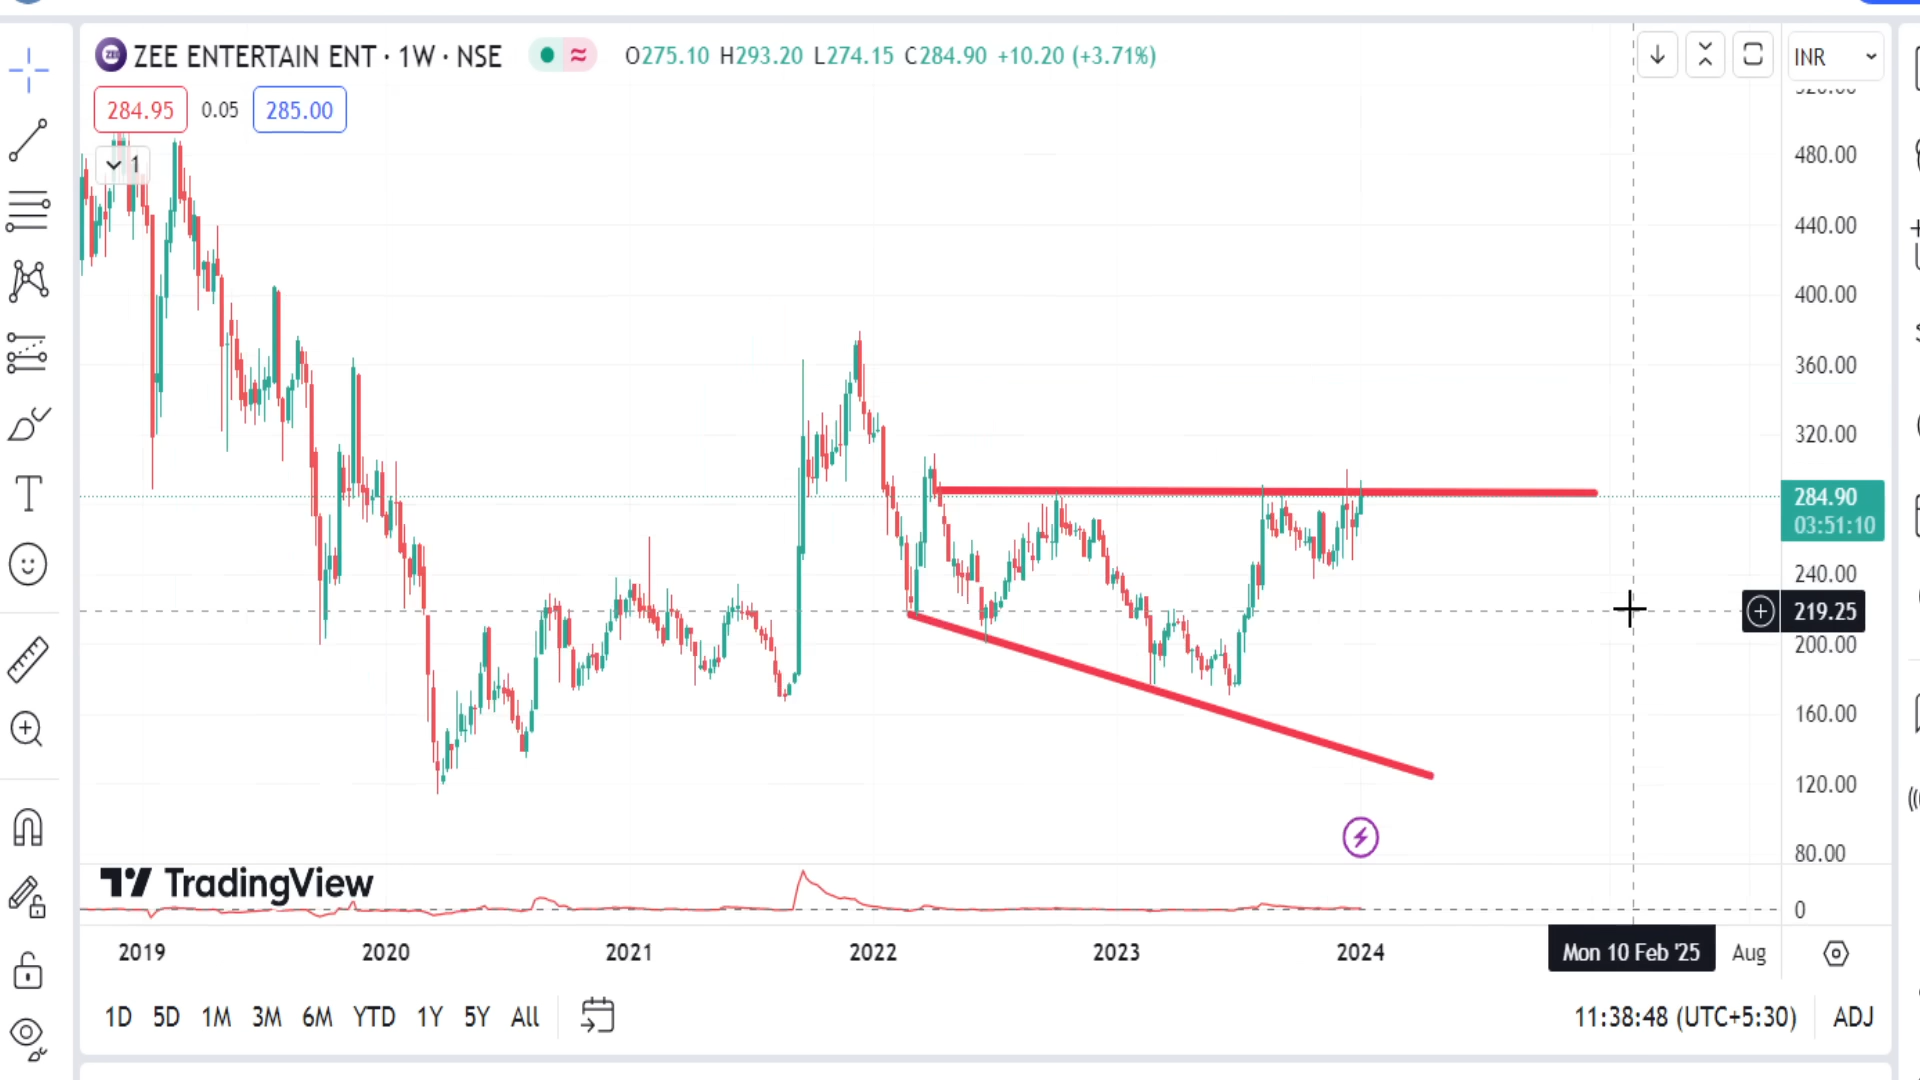 ZEE ENTERTAIN ENT · 1W · NSE O275.10 H293.20 L274.15 C284.90 +10.20 (+3.71%)
INR
284.95 0.05 285.00
1
480.00
440.00
400.00
360.00
320.00
284.90
03:51:10
240.00
219.25
200.00
160.00
120.00
80.00
TradingView
0
2019 2020 2021 2022 2023 2024 Mon 10 Feb '25 Aug
1D 5D 1M 3M 6M YTD 1Y 5Y All 11:38:48 (UTC+5:30) ADJ